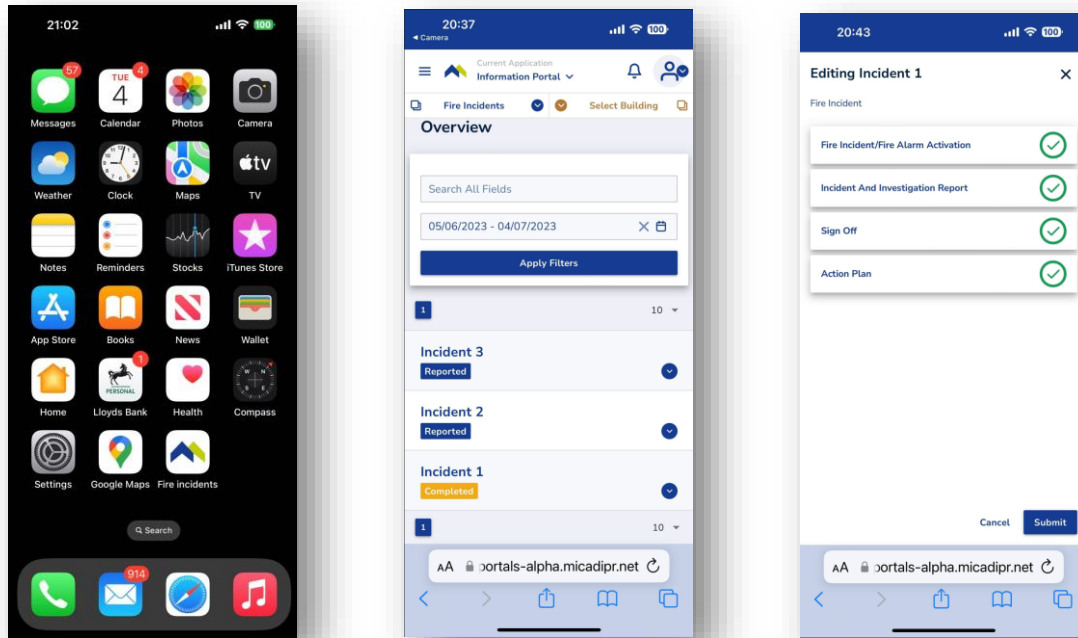 21:02
100
57
4
TUE
4
Messages
Calendar
Photos
Camera
tv
Weather
Clock
Maps
TV
Notes
Reminders
Stocks
iTunes Store
1
PERSONAL
App Store
Books
News
Wallet
Home
Lloyds Bank
Health
Compass
Settings
Google Maps
Fire incidents
Search
914
20:37
100
Camera
Current Application
Information Portal
Fire Incidents
Select Building
Overview
Search All Fields
05/06/2023 - 04/07/2023
Apply Filters
1
10
Incident 3
Reported
Incident 2
Reported
Incident 1
Completed
1
10
AA
portals-alpha.micadipr.net
20:43
100
Editing Incident 1
Fire Incident
Fire Incident/Fire Alarm Activation
Incident And Investigation Report
Sign Off
Action Plan
Cancel
Submit
AA
portals-alpha.micadipr.net